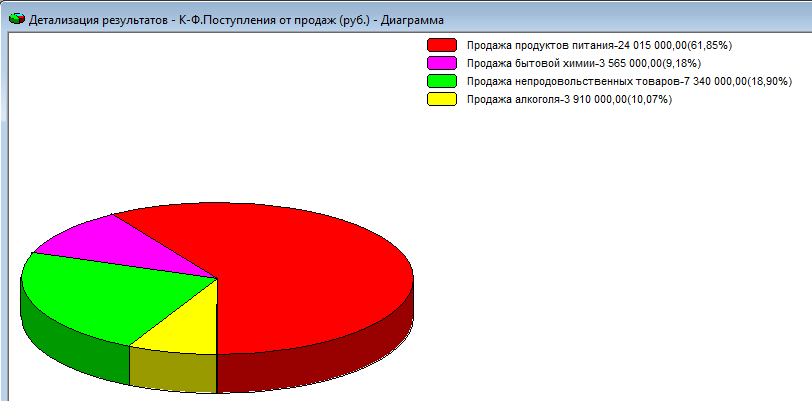 Детализация результатов - К-Ф.Поступления от продаж (руб.) - Диаграмма
Продажа продуктов питания-24 015 000,00(61,85%)
Продажа бытовой химии-3 565 000,00(9,18%)
Продажа непродовольственных товаров-7 340 000,00(18,90%)
Продажа алкоголя-3 910 000,00(10,07%)